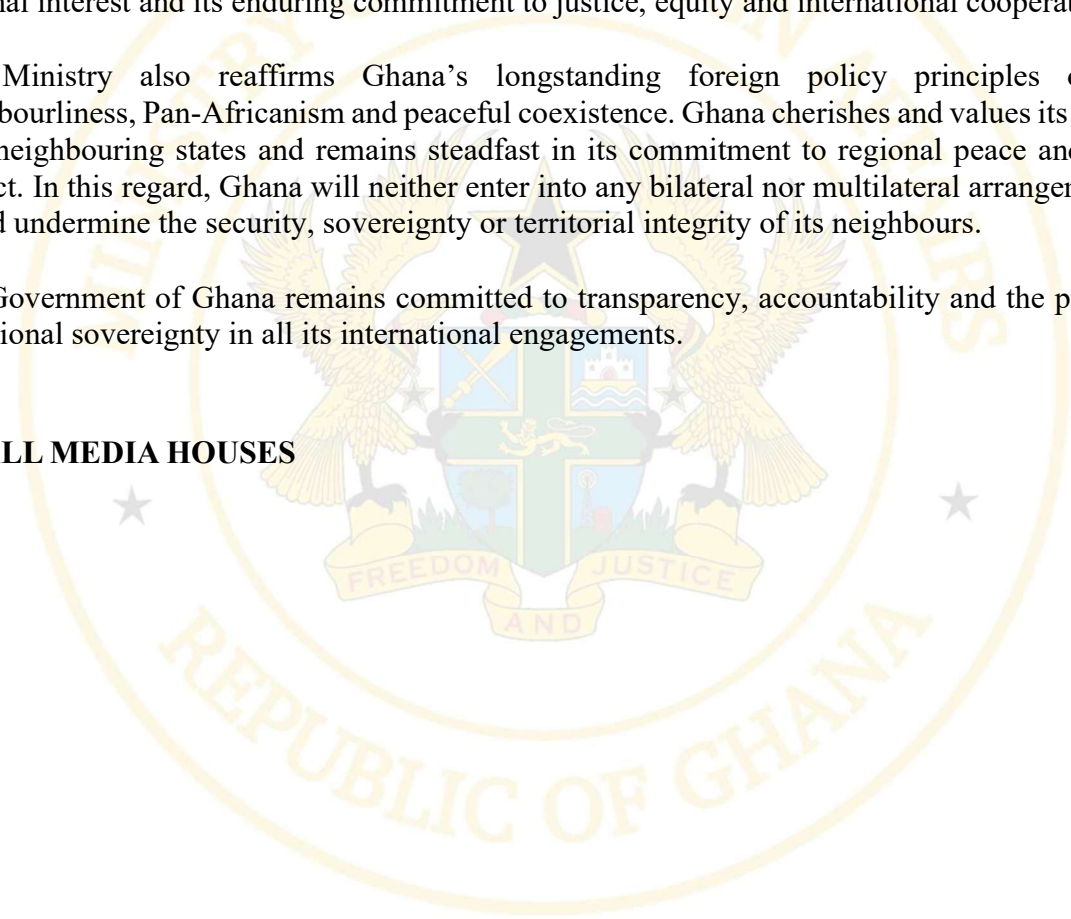 nal interest and its enduring commitment to justice, equity and international coopera
Ministry also reaffirms Ghana’s longstanding foreign policy principles
bourliness, Pan-Africanism and peaceful coexistence. Ghana cherishes and values its
neighbouring states and remains steadfast in its commitment to regional peace and
ct. In this regard, Ghana will neither enter into any bilateral nor multilateral arrangem
d undermine the security, sovereignty or territorial integrity of its neighbours.
Government of Ghana remains committed to transparency, accountability and the p
ional sovereignty in all its international engagements.
LL MEDIA HOUSES
FREEDOM AND JUSTICE
REPUBLIC OF GHANA